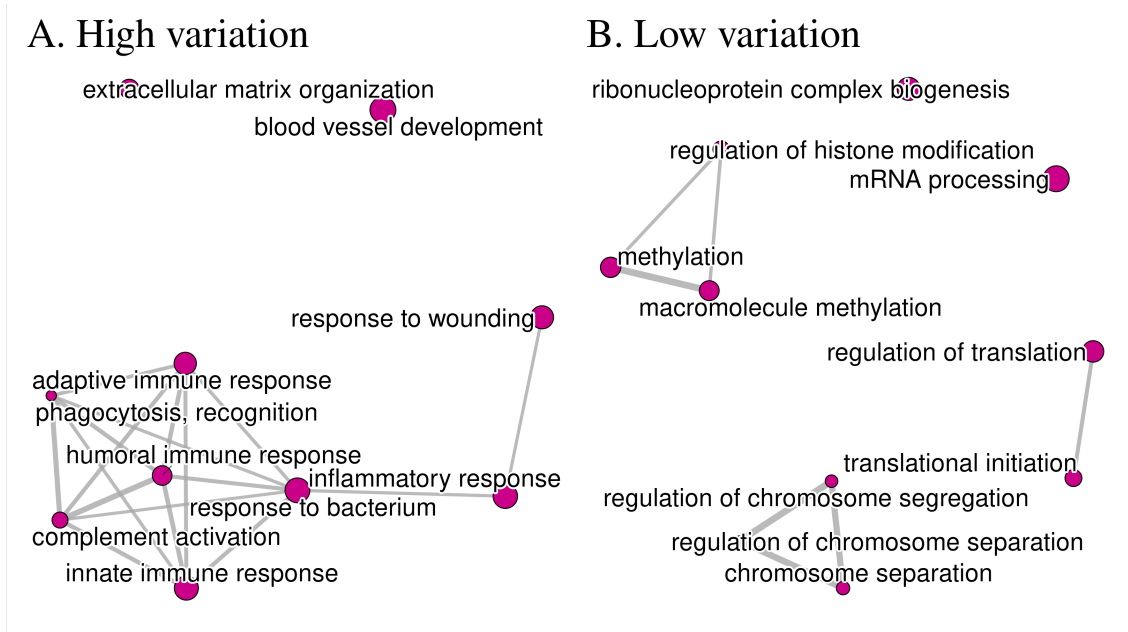 A. High variation
extracellular matrix organization
blood vessel development
response to wounding
adaptive immune response
phagocytosis, recognition
humoral immune response
inflammatory response
response to bacterium
complement activation
innate immune response
B. Low variation
ribonucleoprotein complex biogenesis
regulation of histone modification
mRNA processing
methylation
macromolecule methylation
regulation of translation
translational initiation
regulation of chromosome segregation
regulation of chromosome separation
chromosome separation